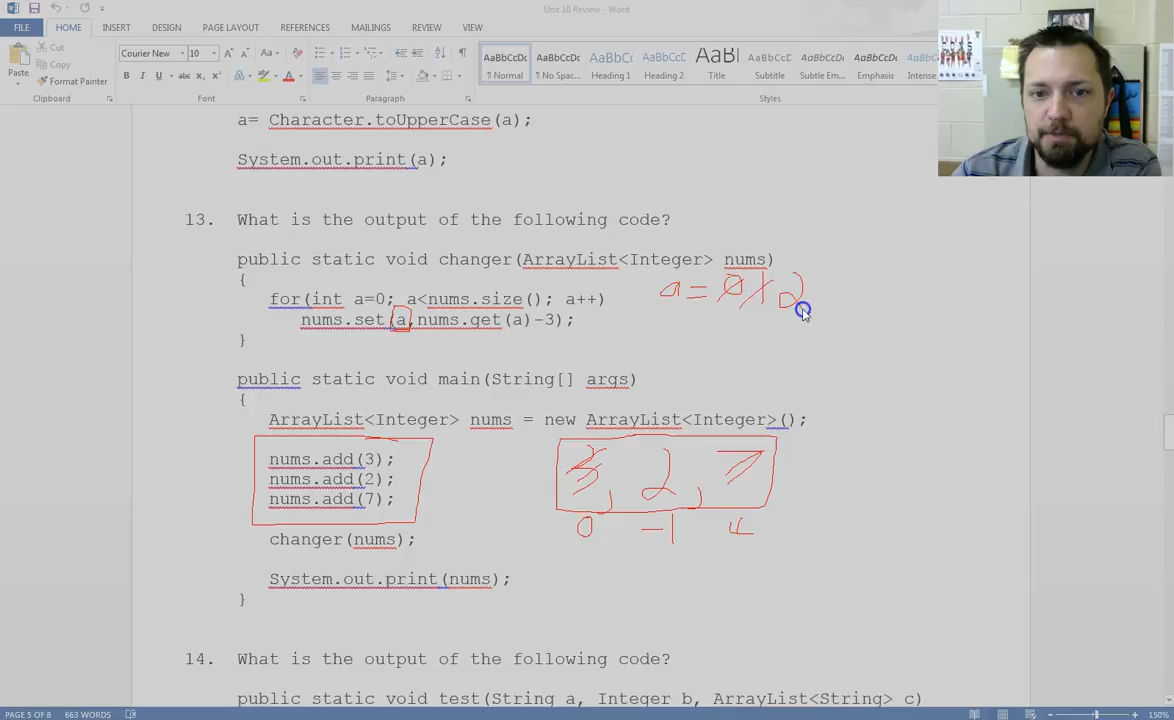 Unit 10 Review - Word
FILE HOME INSERT DESIGN PAGE LAYOUT REFERENCES MAILINGS REVIEW VIEW
Cut
Copy
Paste
Format Painter
Courier New 10
Aa
B I U abc x₂ x²
AaBbCcDc AaBbCcDc AaBbCc AaBbCcC AaBl AaBbCcC AaBbCcDc AaBbCcDc AaBbCcDc
¶ Normal ¶ No Spac... Heading 1 Heading 2 Title Subtitle Subtle Em... Emphasis Intense
Clipboard Font Paragraph Styles
a= Character.toUpperCase(a);
System.out.print(a);
13. What is the output of the following code?
public static void changer(ArrayList<Integer> nums)
{
for(int a=0; a<nums.size(); a++)
a = 0 1 2
nums.set(a,nums.get(a)-3);
}
public static void main(String[] args)
{
ArrayList<Integer> nums = new ArrayList<Integer>();
nums.add(3);
nums.add(2);
nums.add(7);
3, 2, 7
0 -1 4
changer(nums);
System.out.print(nums);
}
14. What is the output of the following code?
public static void test(String a, Integer b, ArrayList<String> c)
PAGE 5 OF 8 663 WORDS 150%